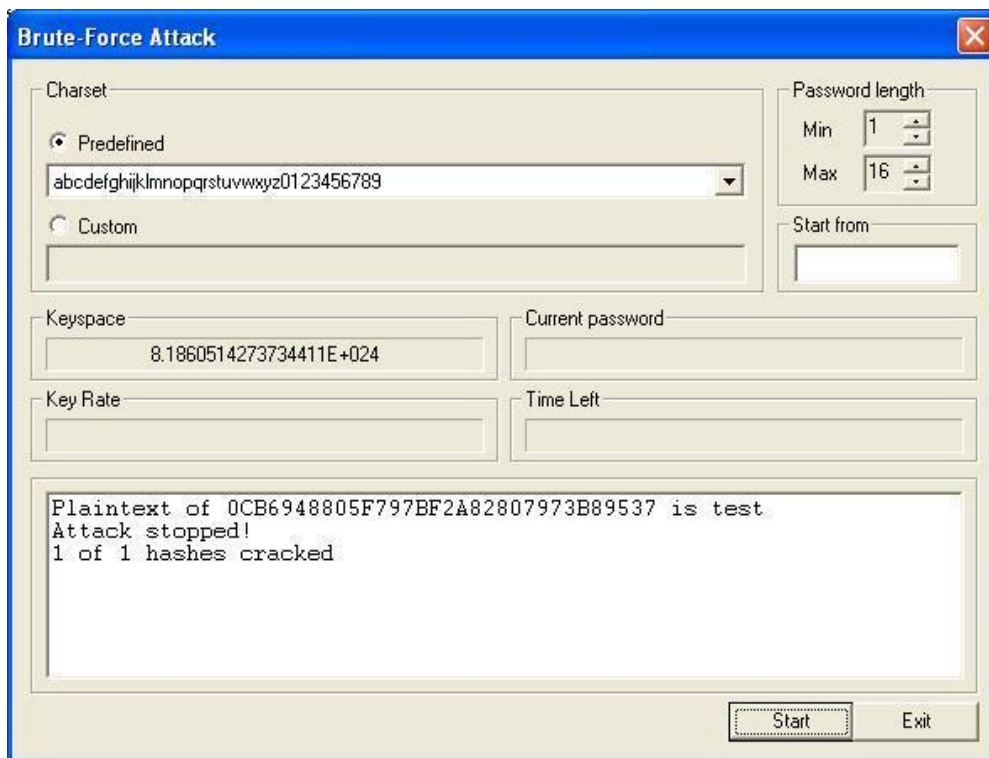 Brute-Force Attack
Charset
Predefined
abcdefghijklmnopqrstuvwxyz0123456789
Custom
Password length
Min 1
Max 16
Start from
Keyspace
8.1860514273734411E+024
Current password
Key Rate
Time Left
Plaintext of 0CB6948805F797BF2A82807973B89537 is test
Attack stopped!
1 of 1 hashes cracked
Start
Exit